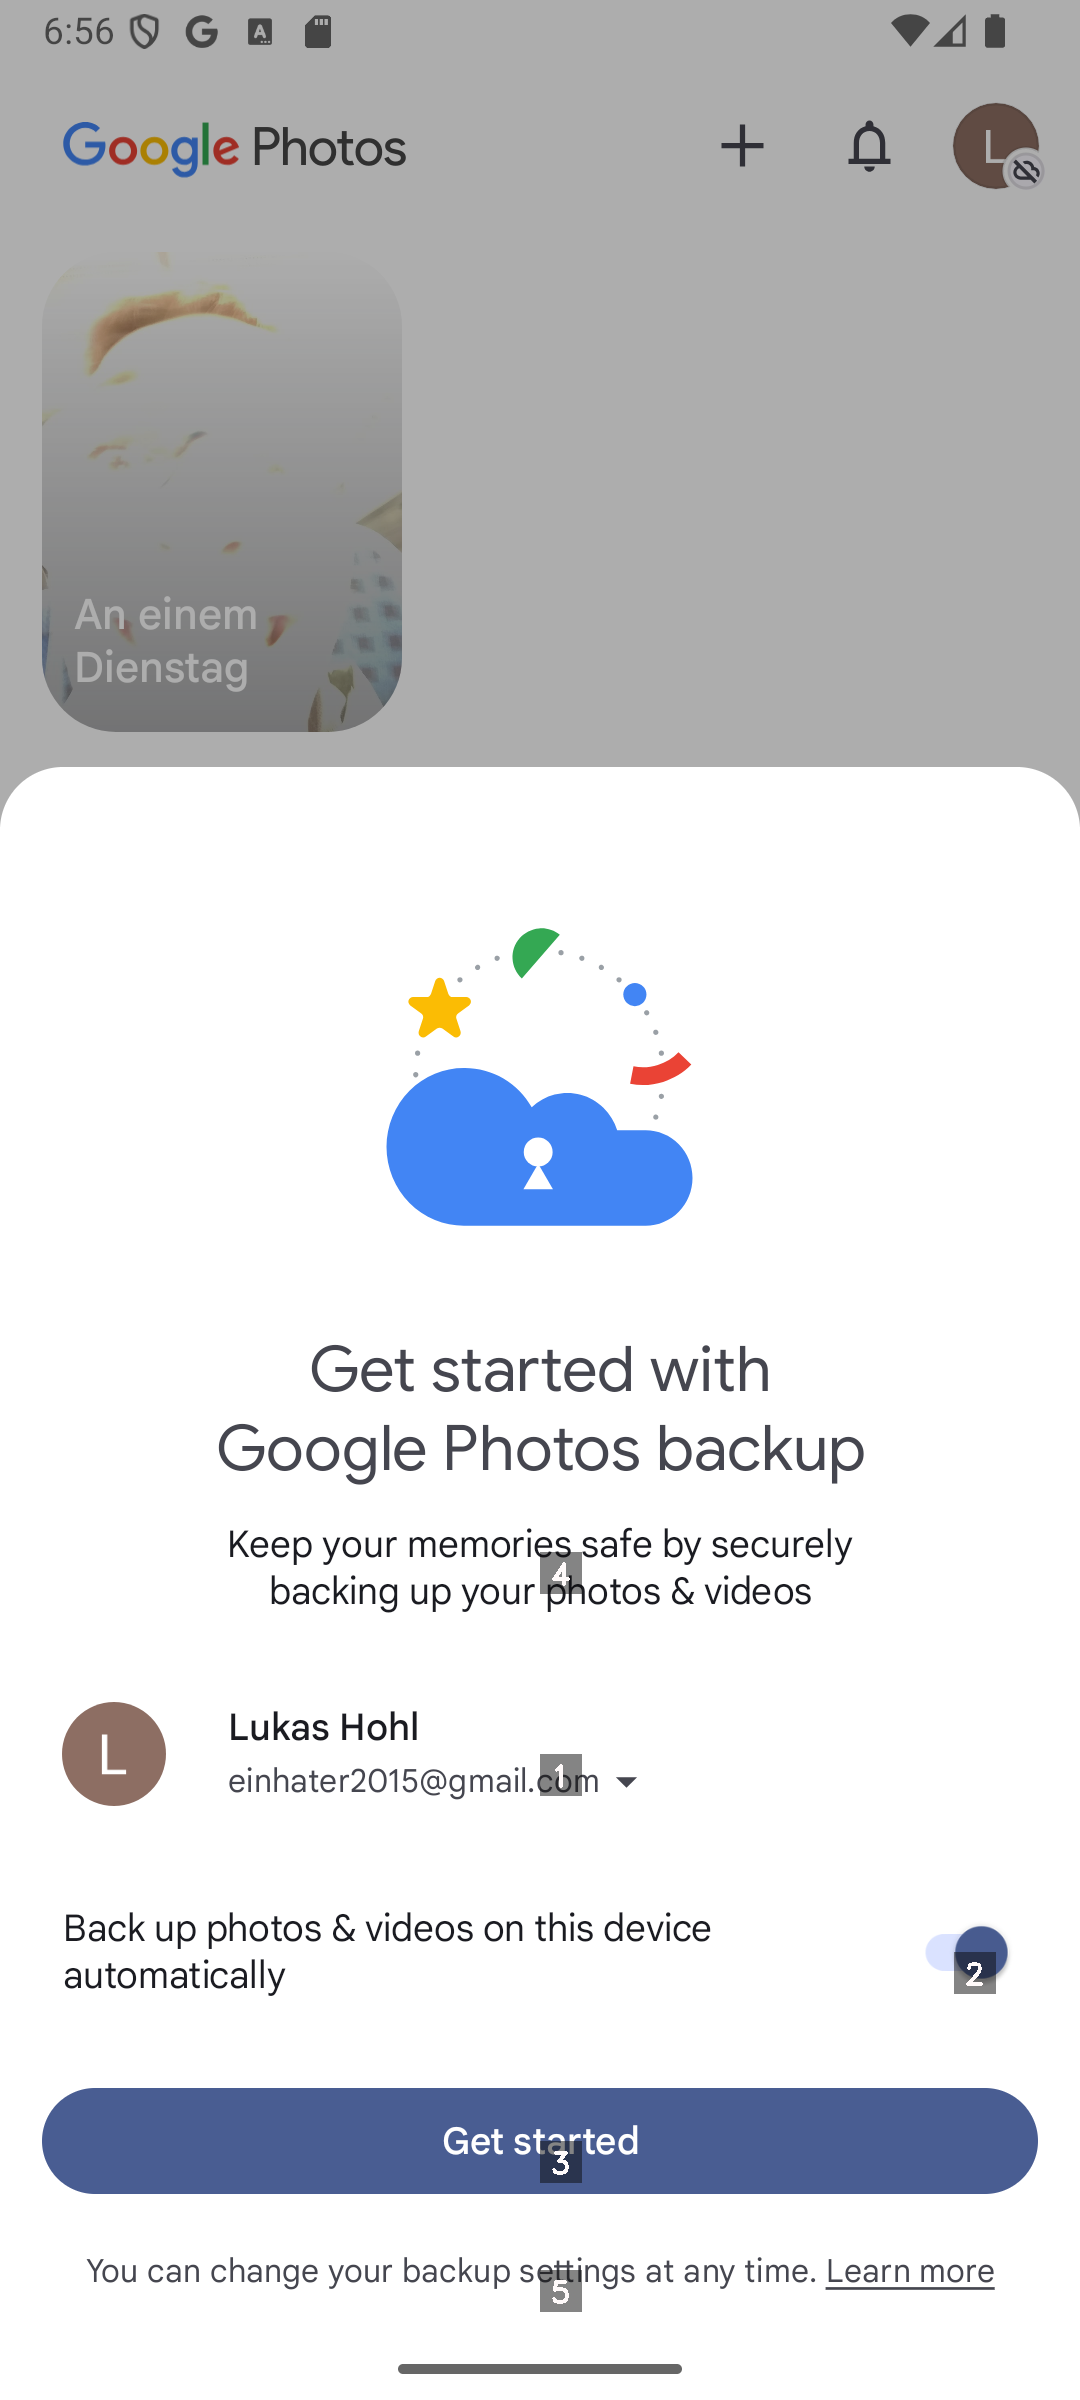 6:56
Google Photos
L
An einem
Dienstag
Get started with
Google Photos backup
Keep your memories safe by securely
4
backing up your photos & videos
L
Lukas Hohl
einhater2015@gmail.com
1
Back up photos & videos on this device
automatically
2
Get started
3
You can change your backup settings at any time. Learn more
5